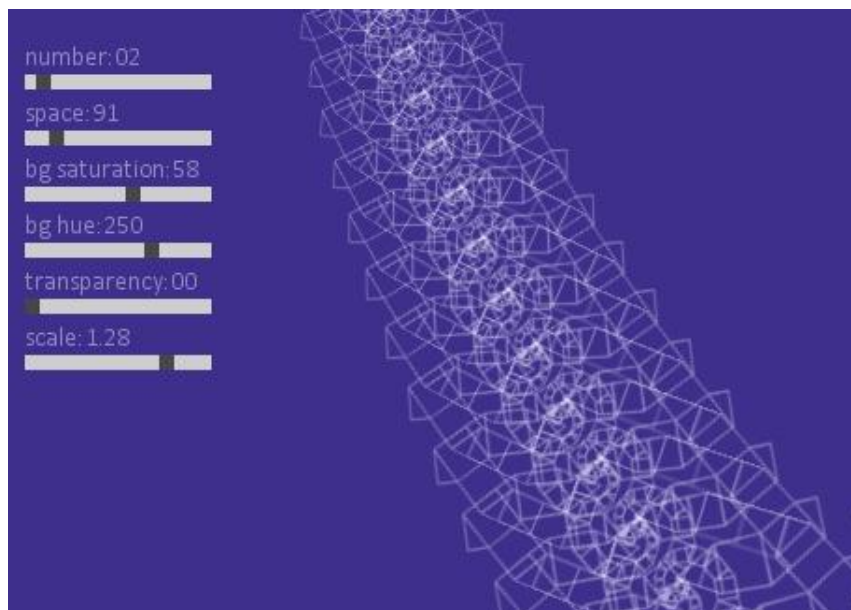 number: 02
space: 91
bg saturation: 58
bg hue: 250
transparency: 00
scale: 1.28